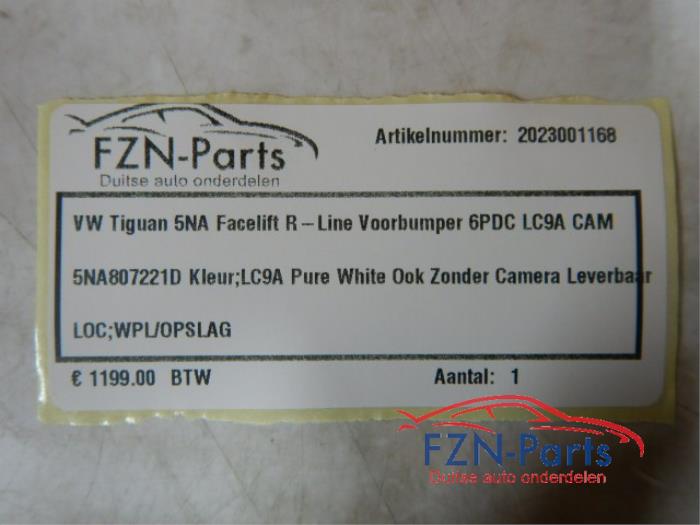 FZN-Parts
Duitse auto onderdelen
Artikelnummer: 2023001168
VW Tiguan 5NA Facelift R-Line Voorbumper 6PDC LC9A CAM
5NA807221D Kleur;LC9A Pure White Ook Zonder Camera Leverbaar
LOC;WPL/OPSLAG
€ 1199.00 BTW
Aantal: 1
FZN-Parts
Duitse auto onderdelen